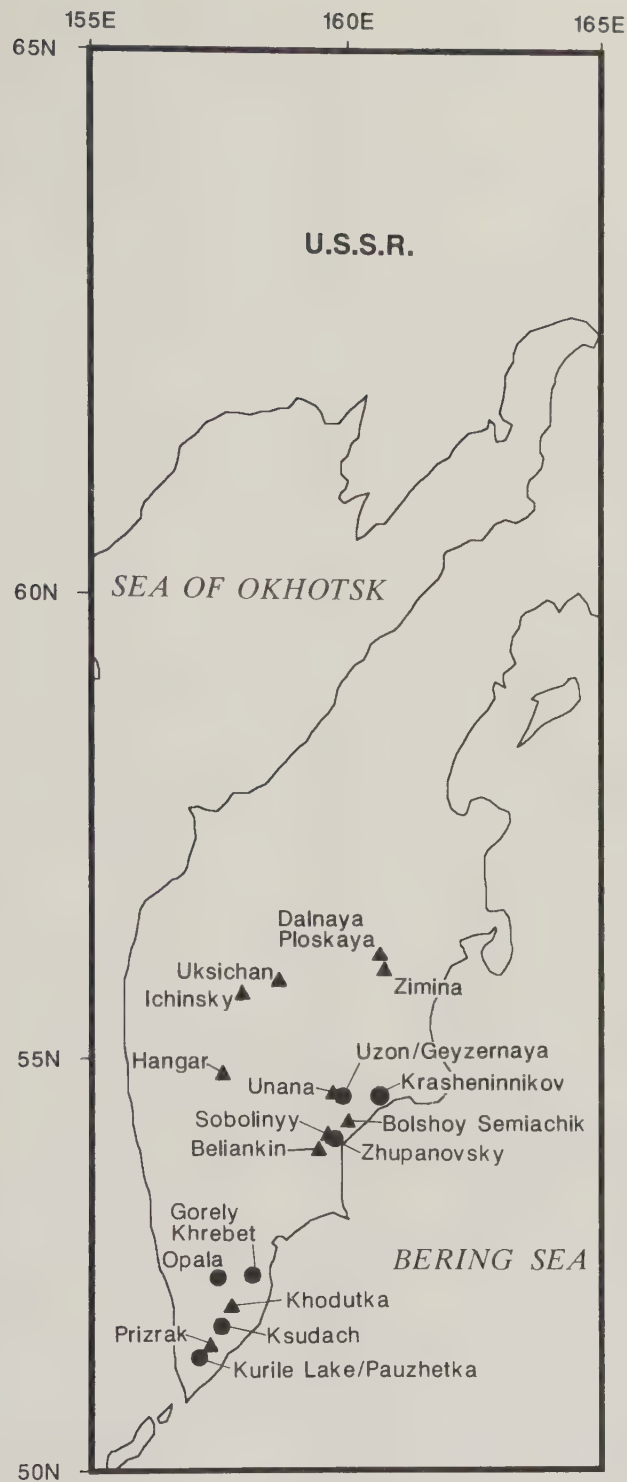 155E 160E 165E
65N
U.S.S.R.
60N
SEA OF OKHOTSK
Dalnaya
Ploskaya
Uksichan
Ichinsky
Zimina
55N
Hangar
Uzon/Geyzernaya
Unana
Krasheninnikov
Sobolinyy
Bolshoy Semiachik
Beliankin
Zhupanovsky
Gorely
Khrebet
Opala
BERING SEA
Khodutka
Prizrak
Ksudach
Kurile Lake/Pauzhetka
50N